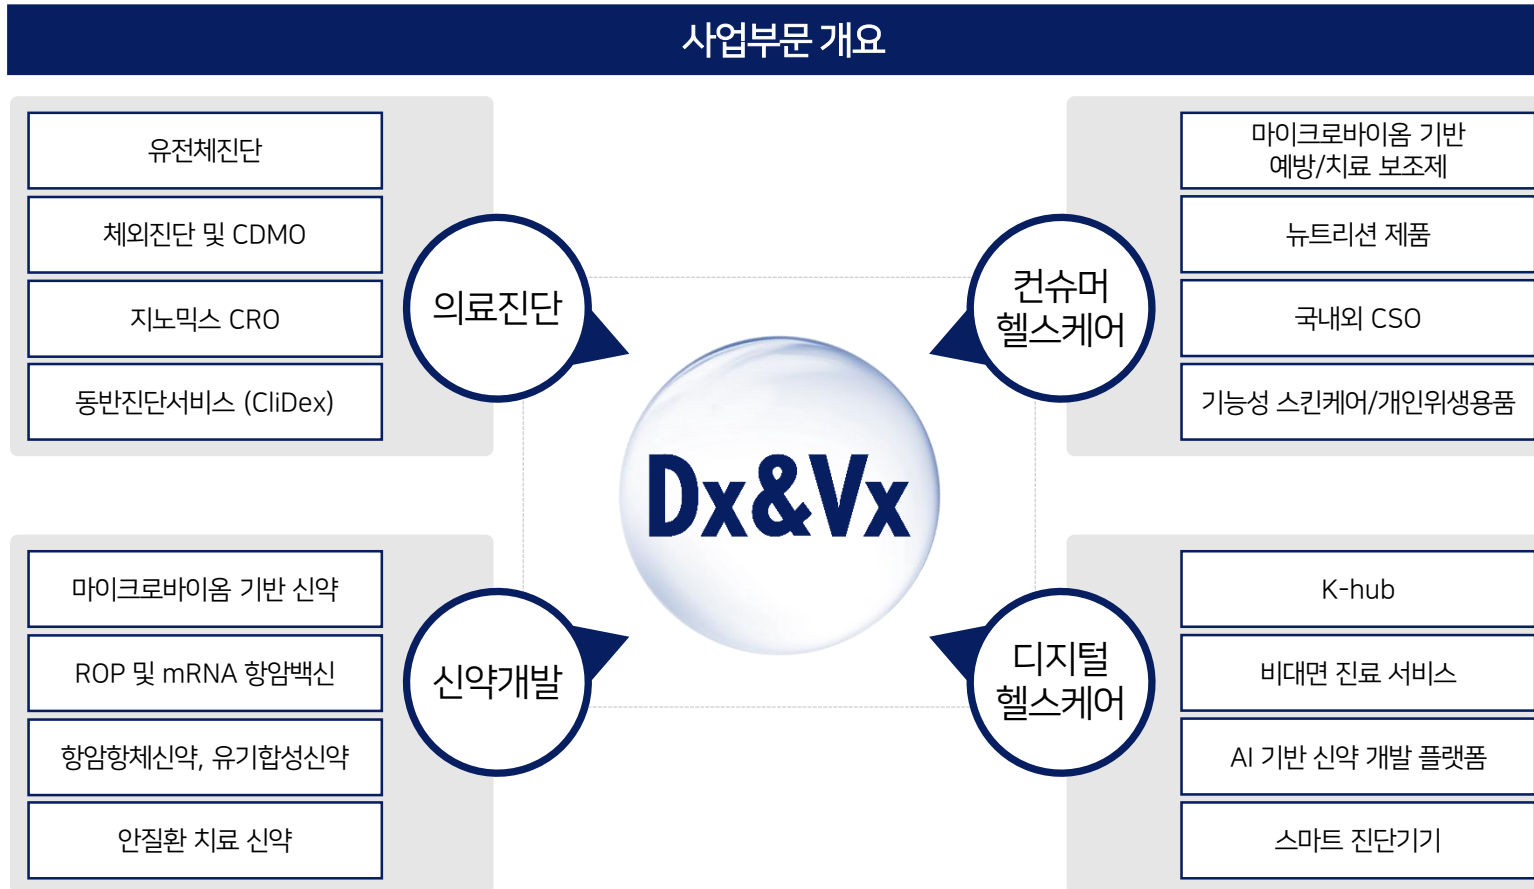 사업부문 개요
유전체진단
체외진단 및 CDMO
지노믹스 CRO
동반진단서비스 (CliDex)
의료진단
컨슈머
헬스케어
마이크로바이옴 기반
예방/치료 보조제
뉴트리션 제품
국내외 CSO
기능성 스킨케어/개인위생용품
Dx&Vx
마이크로바이옴 기반 신약
ROP 및 mRNA 항암백신
항암항체신약, 유기합성신약
안질환 치료 신약
신약개발
디지털
헬스케어
K-hub
비대면 진료 서비스
AI 기반 신약 개발 플랫폼
스마트 진단기기